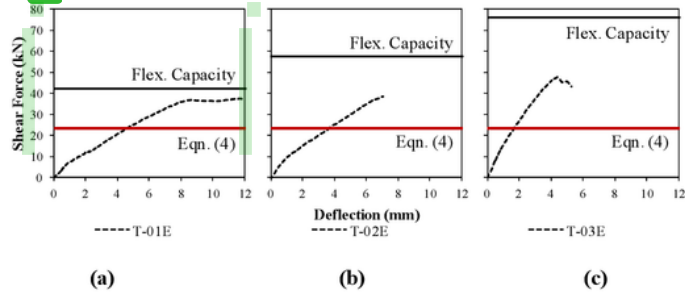 80
70
60
50
40
30
20
10
0
Shear Force (kN)
Flex. Capacity
Eqn. (4)
0 2 4 6 8 10 12
Flex. Capacity
Eqn. (4)
0 2 4 6 8 10 12
Flex. Capacity
Eqn. (4)
0 2 4 6 8 10 12
Deflection (mm)
T-01E
T-02E
T-03E
(a)
(b)
(c)